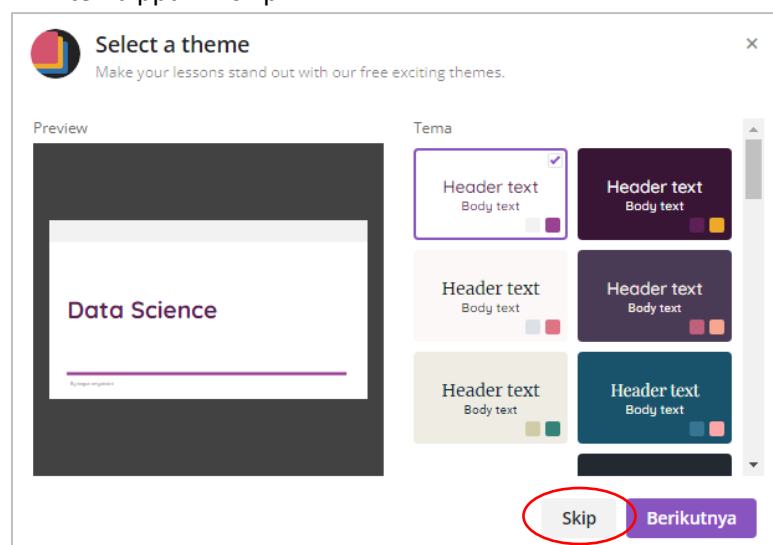 Select a theme
Make your lessons stand out with our free exciting themes.
Preview
Tema
Data Science
Header text
Body text
Header text
Body text
Header text
Body text
Header text
Body text
Header text
Body text
Header text
Body text
Skip
Berikutnya